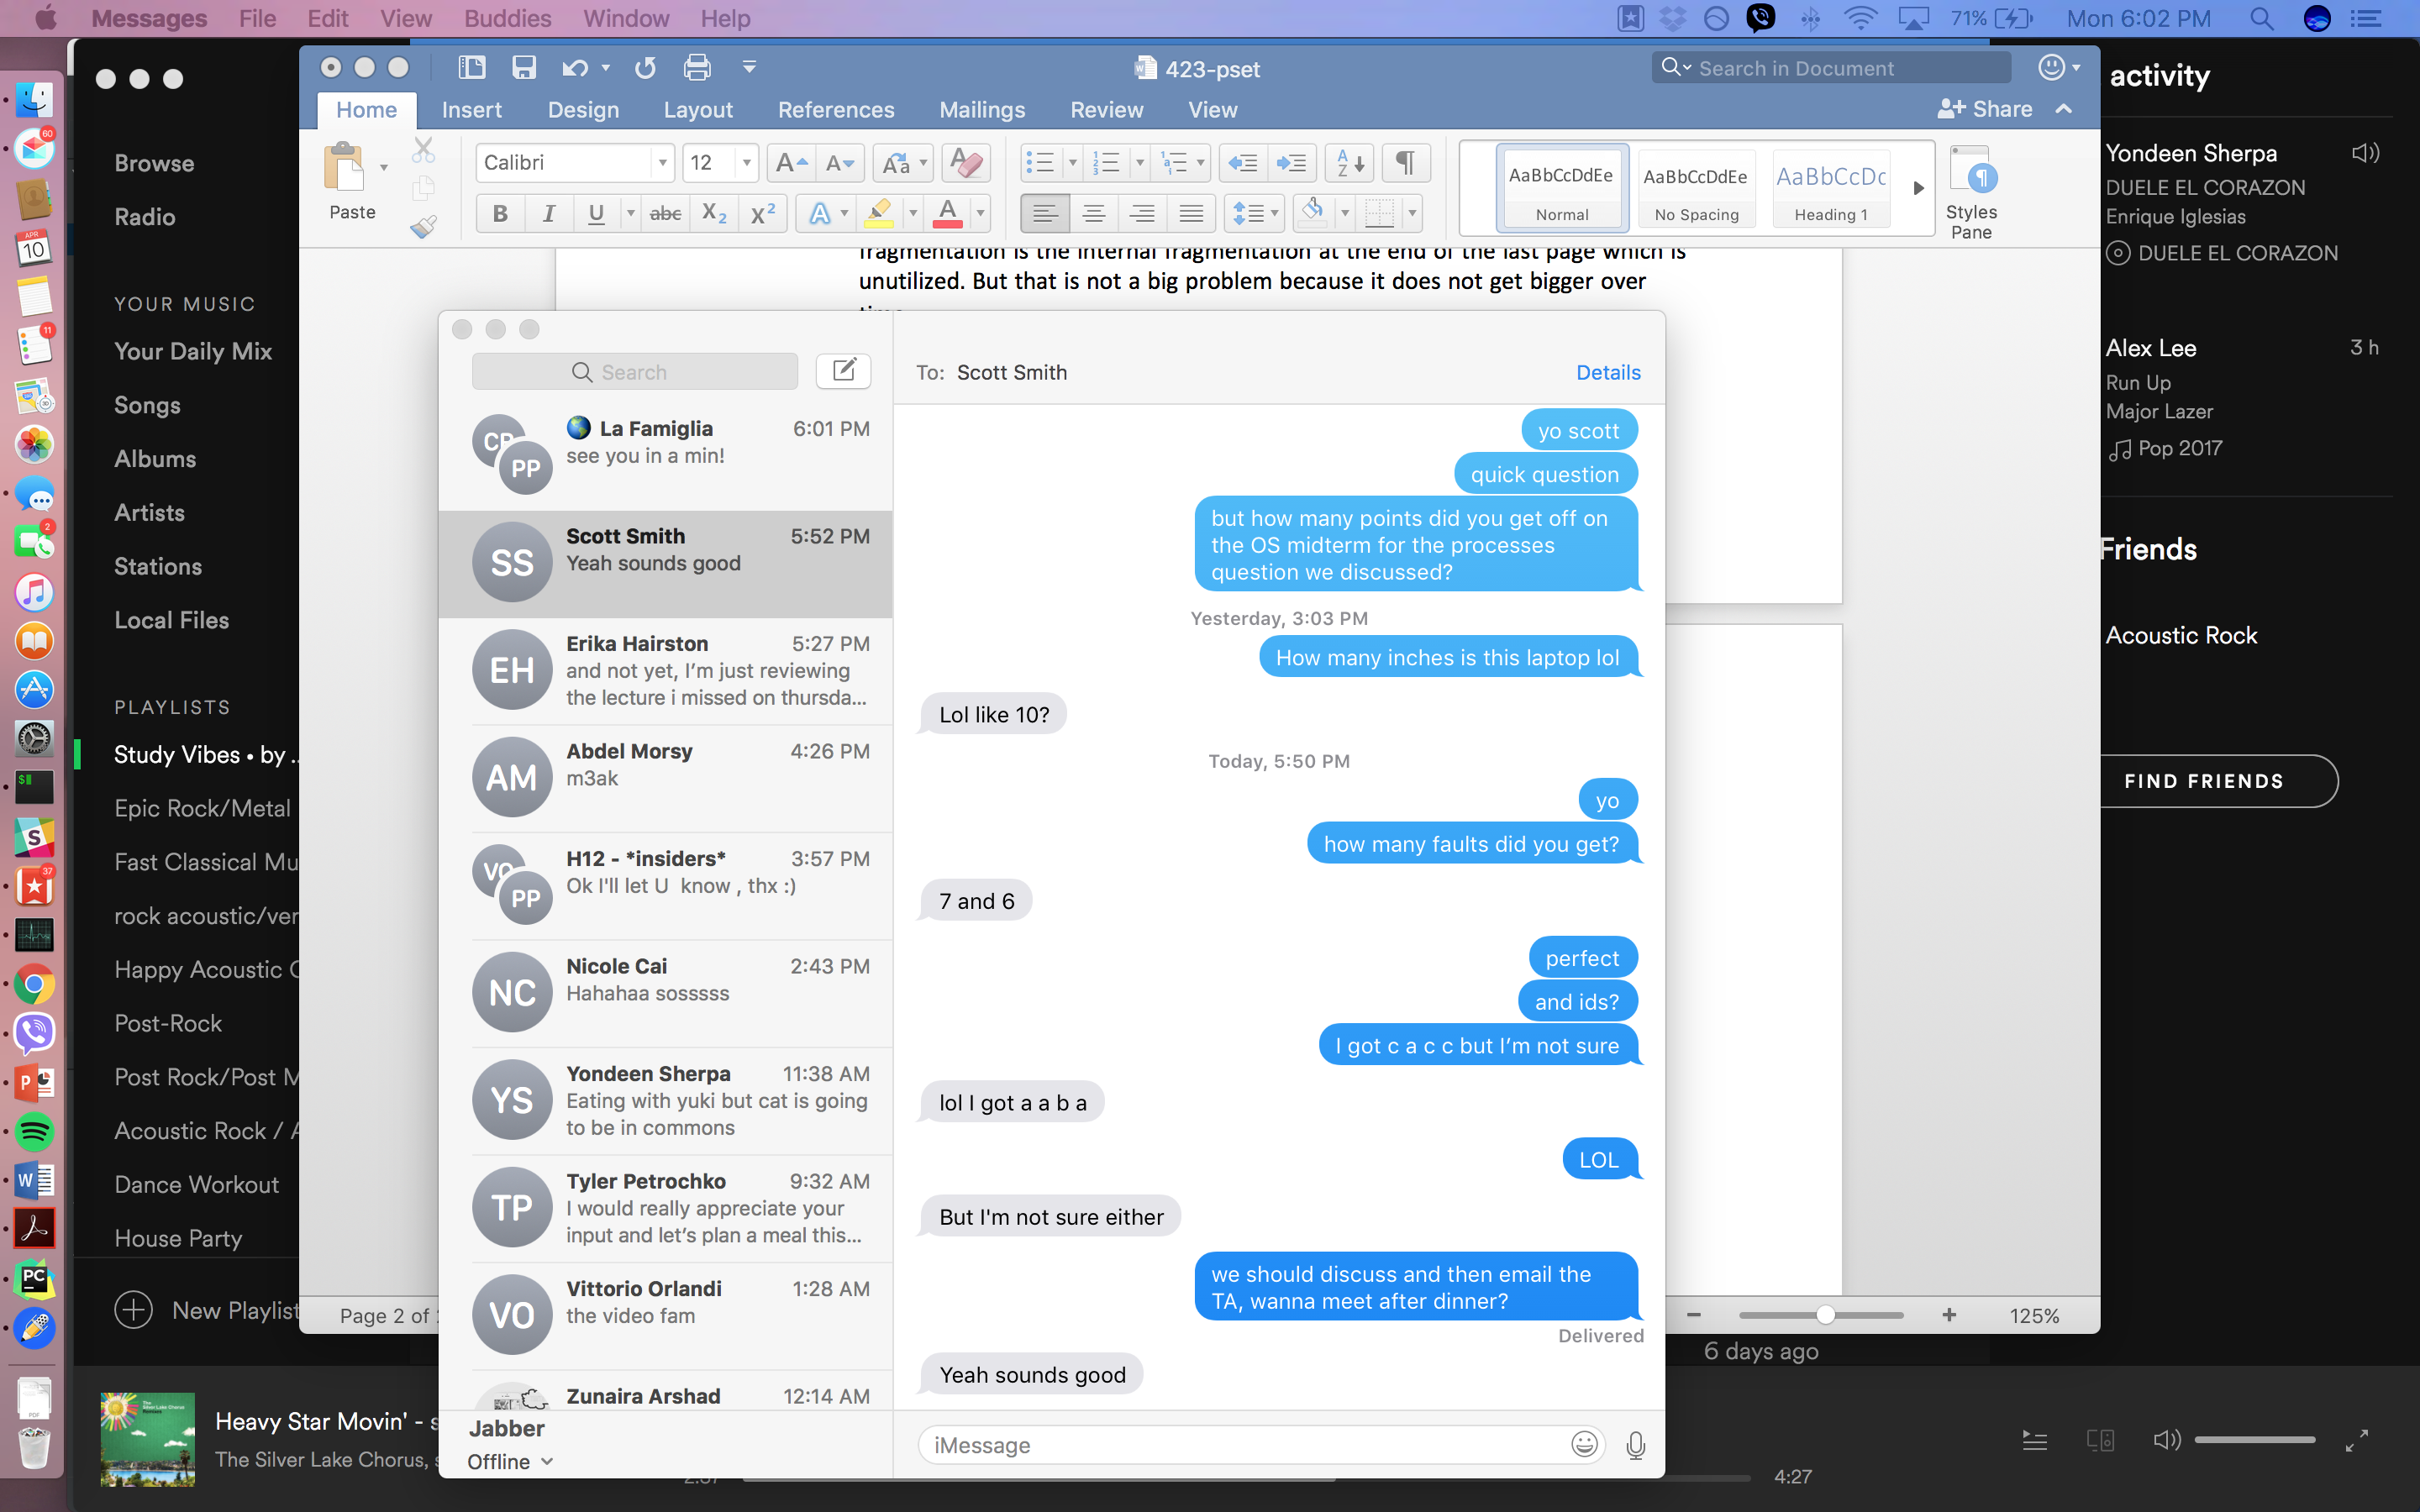 Messages File Edit View Buddies Window Help
71% Mon 6:02 PM
60
APR
10
11
2
37
Browse
Radio
YOUR MUSIC
Your Daily Mix
Songs
Albums
Artists
Stations
Local Files
PLAYLISTS
Study Vibes • by ..
Epic Rock/Metal
Fast Classical Mu
rock acoustic/ver
Happy Acoustic
Post-Rock
Post Rock/Post M
Acoustic Rock / A
Dance Workout
House Party
New Playlist
Heavy Star Movin' - s
The Silver Lake Chorus, s
423-pset
Search in Document
Home Insert Design Layout References Mailings Review View
Share
Paste
Calibri
12
AaBbCcDdEe
Normal
AaBbCcDdEe
No Spacing
AaBbCcDc
Heading 1
Styles
Pane
fragmentation is the internal fragmentation at the end of the last page which is
unutilized. But that is not a big problem because it does not get bigger over
Search
CP PP
La Famiglia 6:01 PM
see you in a min!
SS
Scott Smith 5:52 PM
Yeah sounds good
EH
Erika Hairston 5:27 PM
and not yet, I'm just reviewing
the lecture i missed on thursda...
AM
Abdel Morsy 4:26 PM
m3ak
VO PP
H12 - *insiders* 3:57 PM
Ok I'll let U know , thx :)
NC
Nicole Cai 2:43 PM
Hahahaa sosssss
YS
Yondeen Sherpa 11:38 AM
Eating with yuki but cat is going
to be in commons
TP
Tyler Petrochko 9:32 AM
I would really appreciate your
input and let's plan a meal this...
VO
Vittorio Orlandi 1:28 AM
the video fam
Zunaira Arshad 12:14 AM
Jabber
Offline
To: Scott Smith Details
yo scott
quick question
but how many points did you get off on
the OS midterm for the processes
question we discussed?
Yesterday, 3:03 PM
How many inches is this laptop lol
Lol like 10?
Today, 5:50 PM
yo
how many faults did you get?
7 and 6
perfect
and ids?
I got c a c c but I'm not sure
lol I got a a b a
LOL
But I'm not sure either
we should discuss and then email the
TA, wanna meet after dinner?
Delivered
Yeah sounds good
iMessage
Page 2 of
125%
6 days ago
4:27
activity
Yondeen Sherpa
DUELE EL CORAZON
Enrique Iglesias
DUELE EL CORAZON
Alex Lee 3 h
Run Up
Major Lazer
Pop 2017
Friends
Acoustic Rock
FIND FRIENDS